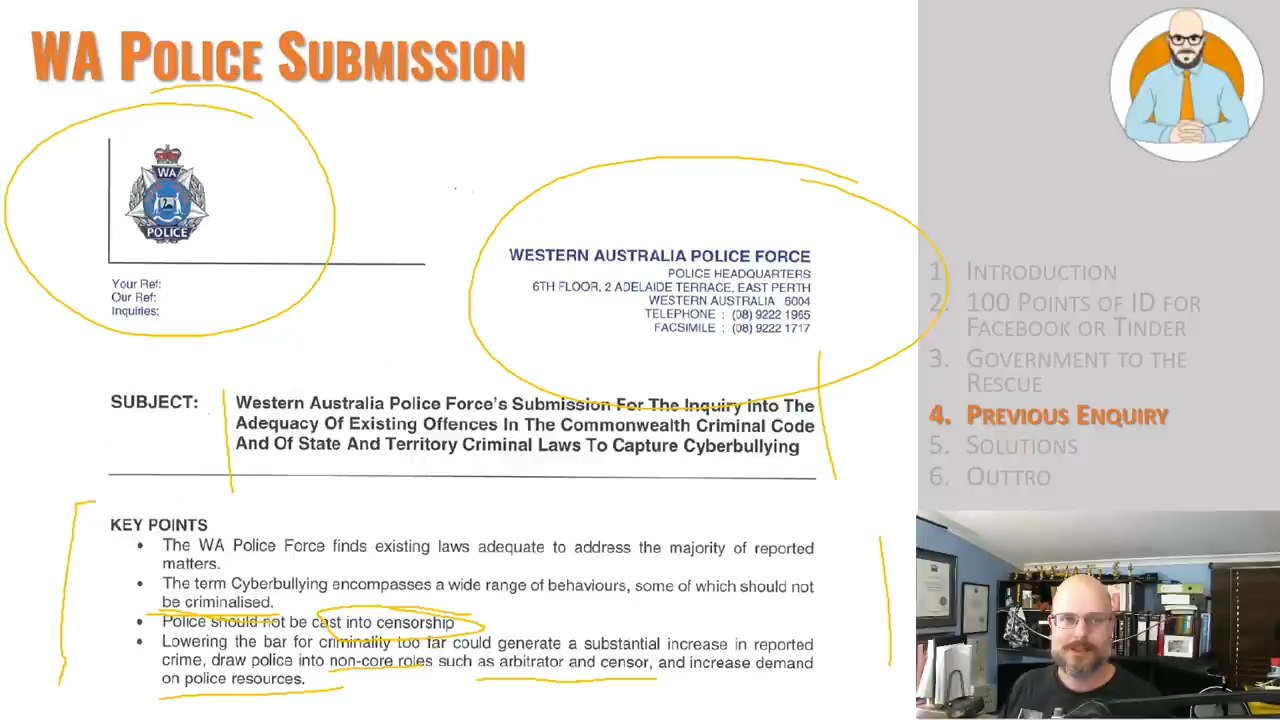 WA POLICE SUBMISSION
WA
POLICE
Your Ref:
Our Ref:
Inquiries:
WESTERN AUSTRALIA POLICE FORCE
POLICE HEADQUARTERS
6TH FLOOR, 2 ADELAIDE TERRACE, EAST PERTH
WESTERN AUSTRALIA 6004
TELEPHONE : (08) 9222 1965
FACSIMILE : (08) 9222 1717
SUBJECT:
Western Australia Police Force's Submission For The Inquiry into The
Adequacy Of Existing Offences In The Commonwealth Criminal Code
And Of State And Territory Criminal Laws To Capture Cyberbullying
KEY POINTS
• The WA Police Force finds existing laws adequate to address the majority of reported
matters.
• The term Cyberbullying encompasses a wide range of behaviours, some of which should not
be criminalised.
• Police should not be cast into censorship
• Lowering the bar for criminality too far could generate a substantial increase in reported
crime, draw police into non-core roles such as arbitrator and censor, and increase demand
on police resources.
1. INTRODUCTION
2. 100 POINTS OF ID FOR
FACEBOOK OR TINDER
3. GOVERNMENT TO THE
RESCUE
4. PREVIOUS ENQUIRY
5. SOLUTIONS
6. OUTTRO